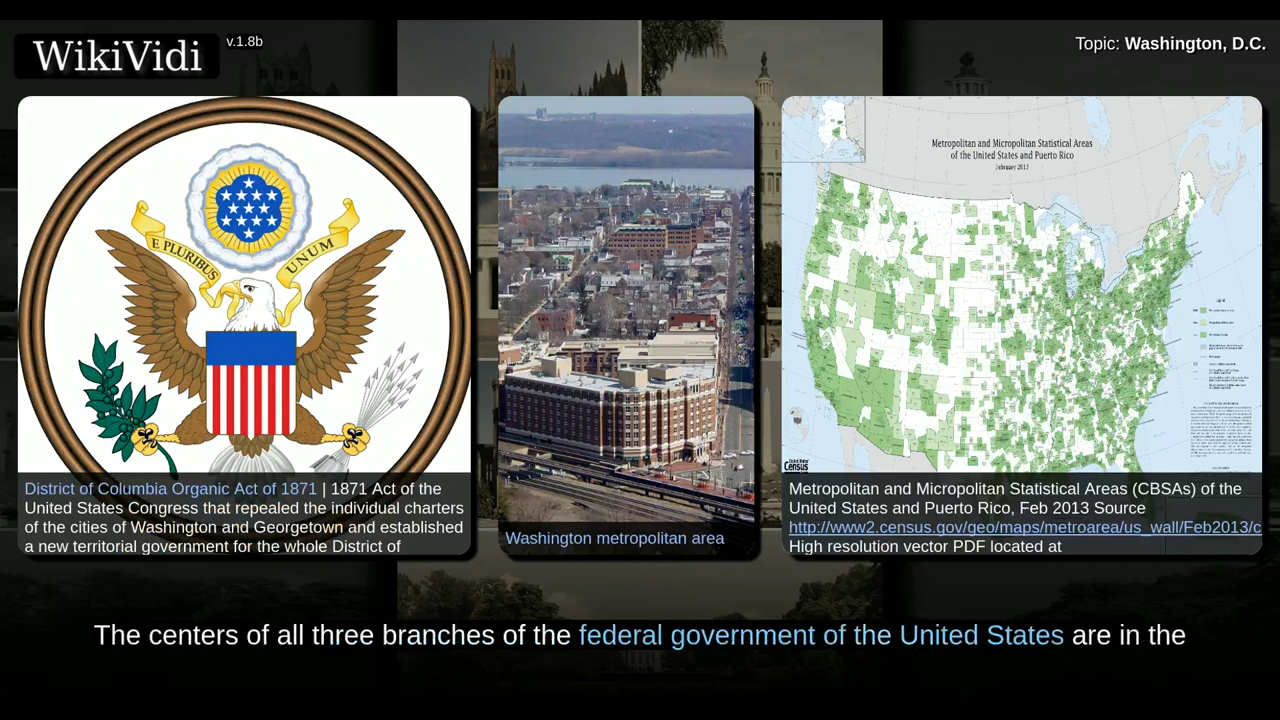 WikiVidi
v.1.8b
Topic: Washington, D.C.
E PLURIBUS
UNUM
District of Columbia Organic Act of 1871 | 1871 Act of the
United States Congress that repealed the individual charters
of the cities of Washington and Georgetown and established
a new territorial government for the whole District of
Washington metropolitan area
Metropolitan and Micropolitan Statistical Areas
of the United States and Puerto Rico
February 2013
Census
Metropolitan and Micropolitan Statistical Areas (CBSAs) of the
United States and Puerto Rico, Feb 2013 Source
http://www2.census.gov/geo/maps/metroarea/us_wall/Feb2013/c
High resolution vector PDF located at
The centers of all three branches of the federal government of the United States are in the